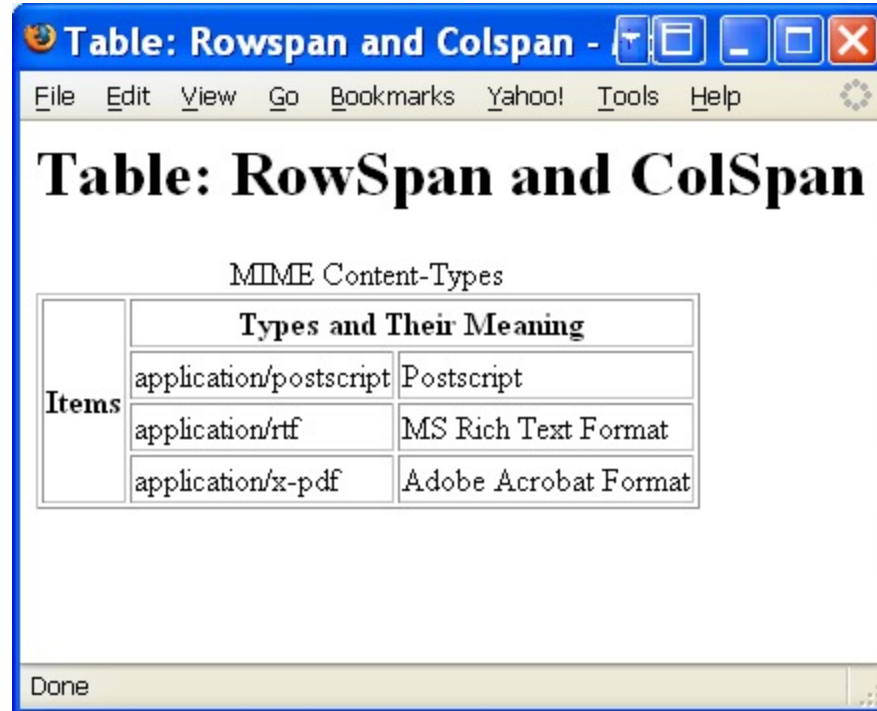 Table: Rowspan and Colspan -
File Edit View Go Bookmarks Yahoo! Tools Help
Table: RowSpan and ColSpan
MIME Content-Types
Types and Their Meaning
Items
application/postscript Postscript
application/rtf MS Rich Text Format
application/x-pdf Adobe Acrobat Format
Done